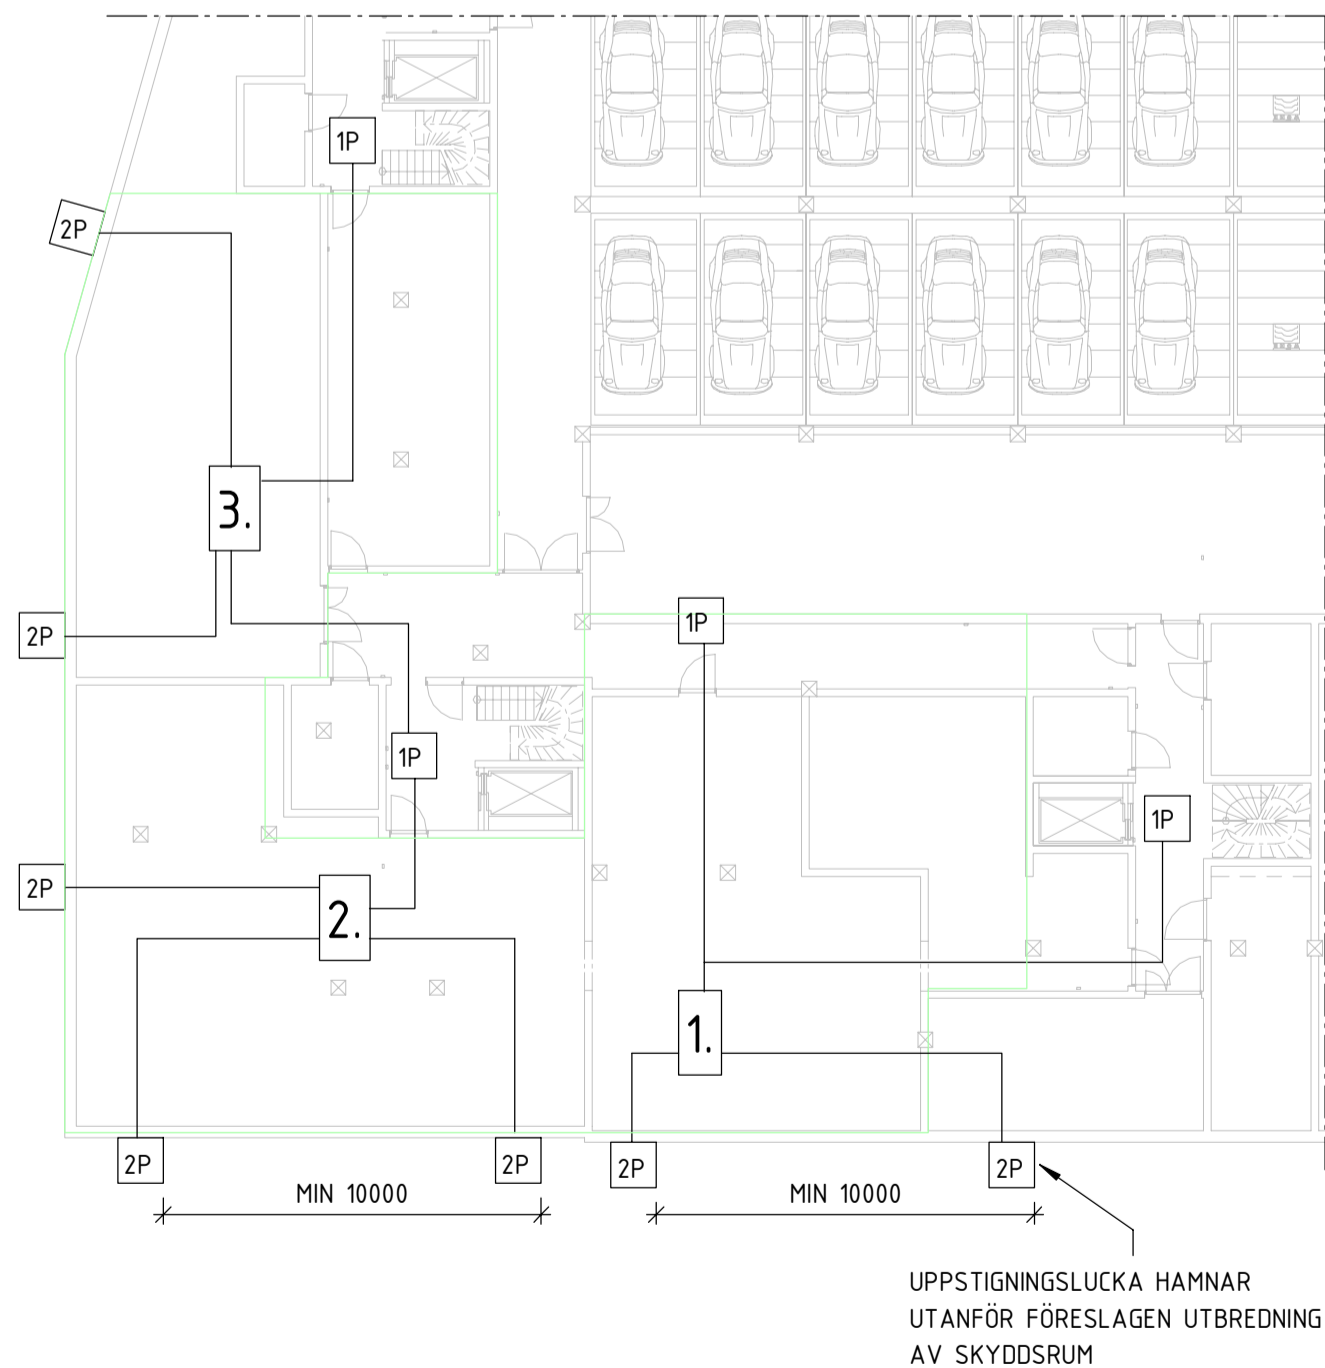 1P
2P
3.
2P
1P
1P
1P
2P
2.
1.
2P
2P
2P
2P
MIN 10000
MIN 10000
UPPSTIGNINGSLUCKA HAMNAR
UTANFÖR FÖRESLAGEN UTBREDNING
AV SKYDDSRUM